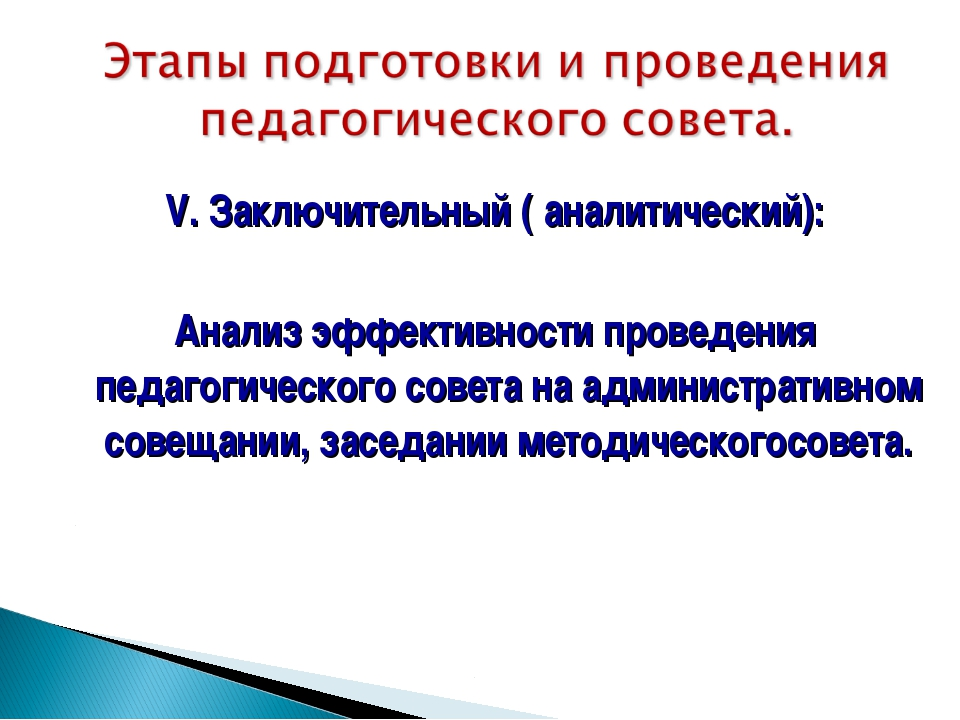 Этапы подготовки и проведения
педагогического совета.
V. Заключительный ( аналитический):
Анализ эффективности проведения
педагогического совета на административном
совещании, заседании методическогосовета.